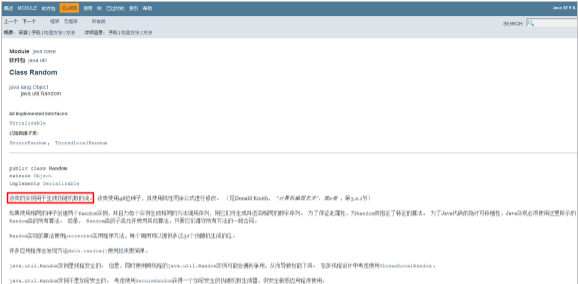 概述 MODULE 软件包 CLASS 使用 树 已过时的 索引 帮助
Java SE 9 &
上一个 下一个 框架 无框架 所有类
SEARCH:
概要: 嵌套 | 字段 | 构造方法 | 方法 详细信息: 字段 | 构造方法 | 方法
Module java.base
软件包 java.util
Class Random
java.lang.Object
java.util.Random
All Implemented Interfaces:
Serializable
已知直接子类:
SecureRandom , ThreadLocalRandom
public class Random
extends Object
implements Serializable
该类的实例用于生成伪随机数的流。 该类使用48位种子,其使用线性同余公式进行修改。 (见Donald Knuth, “计算机编程艺术”,第2卷 ,第3.2.1节)
如果使用相同的种子创建两个Random实例,并且为每个实例生成相同的方法调用序列,则它们将生成并返回相同的数字序列。 为了保证此属性,为Random类指定了特定的算法。 为了Java代码的绝对可移植性,Java实现必须使用这里所示的
Random类的所有算法。 但是, Random类的子类允许使用其他算法,只要它们遵守所有方法的一般合同。
Random实现的算法使用protected实用程序方法,每个调用可以提供多达32个伪随机生成的位。
许多应用程序会发现方法Math.random()使用起来更简单。
java.util.Random实例是线程安全的。 但是,同时使用跨线程的java.util.Random实例可能会遇到争用,从而导致性能下降。 在多线程设计中考虑使用ThreadLocalRandom 。
java.util.Random实例不是加密安全的。 考虑使用SecureRandom获得一个加密安全的伪随机数生成器,供安全敏感应用程序使用。